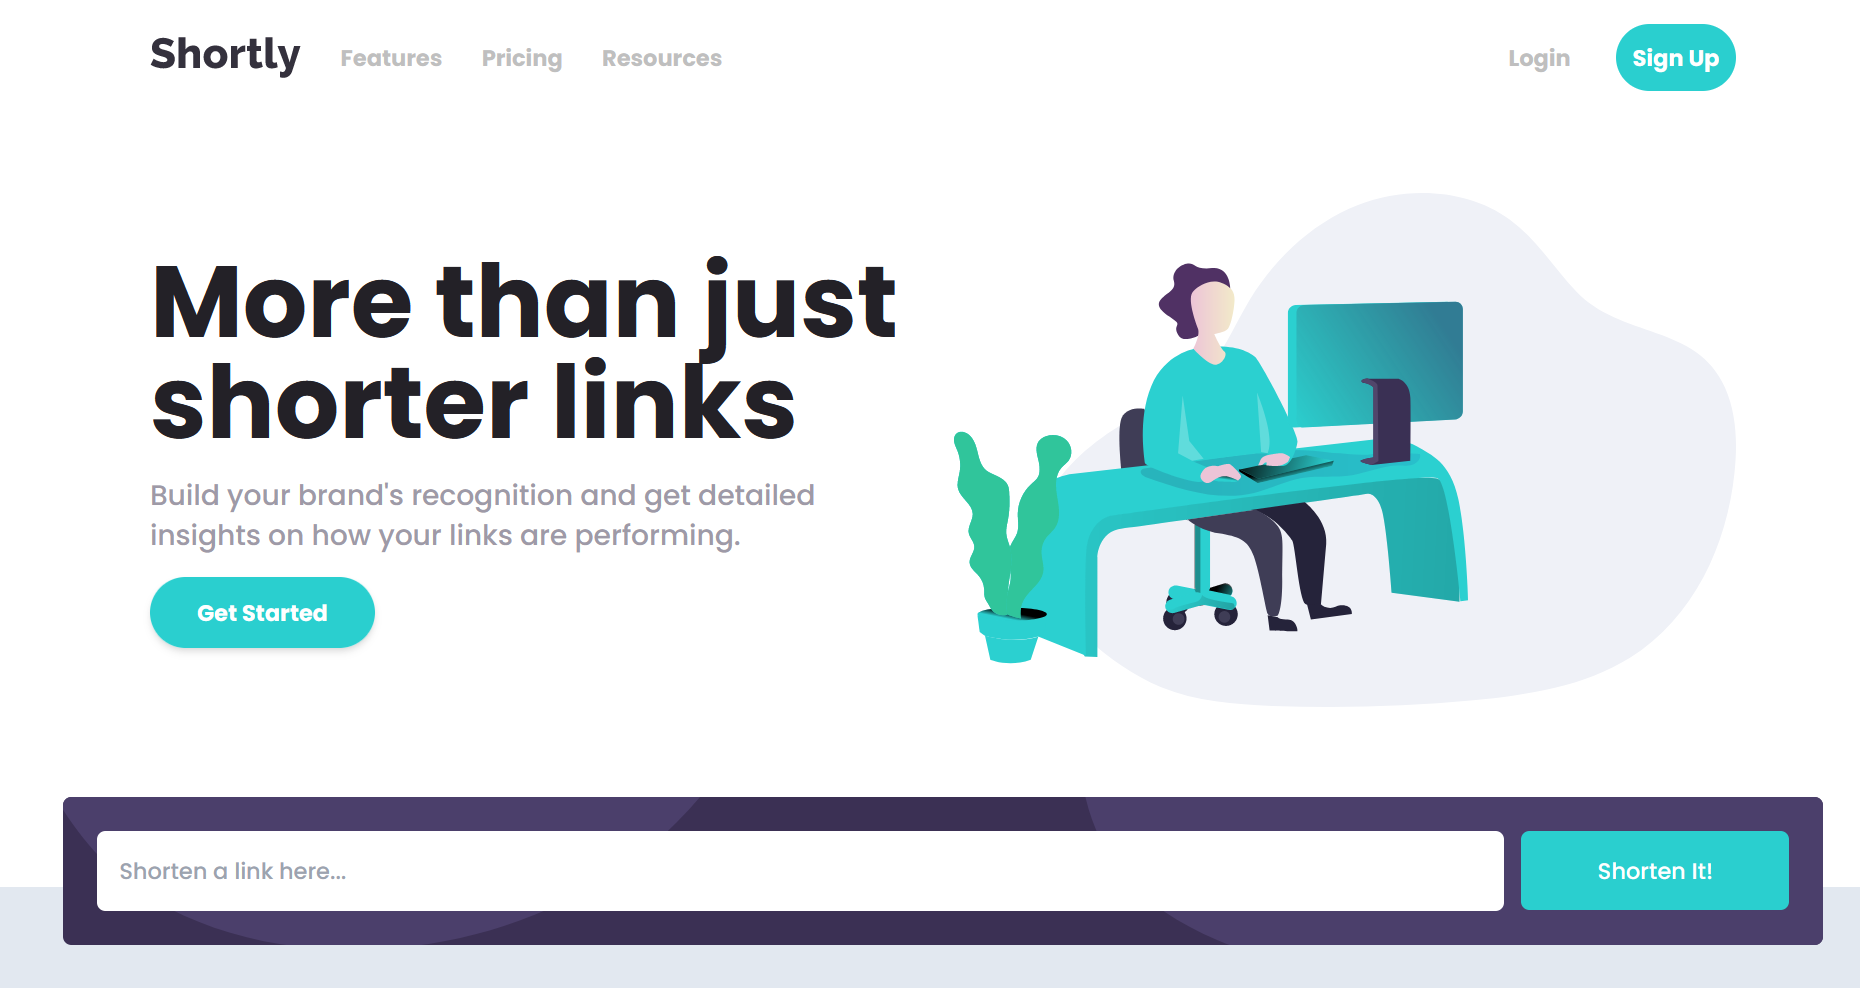 Shortly Features Pricing Resources Login Sign Up
More than just
shorter links
Build your brand's recognition and get detailed
insights on how your links are performing.
Get Started
Shorten a link here... Shorten It!